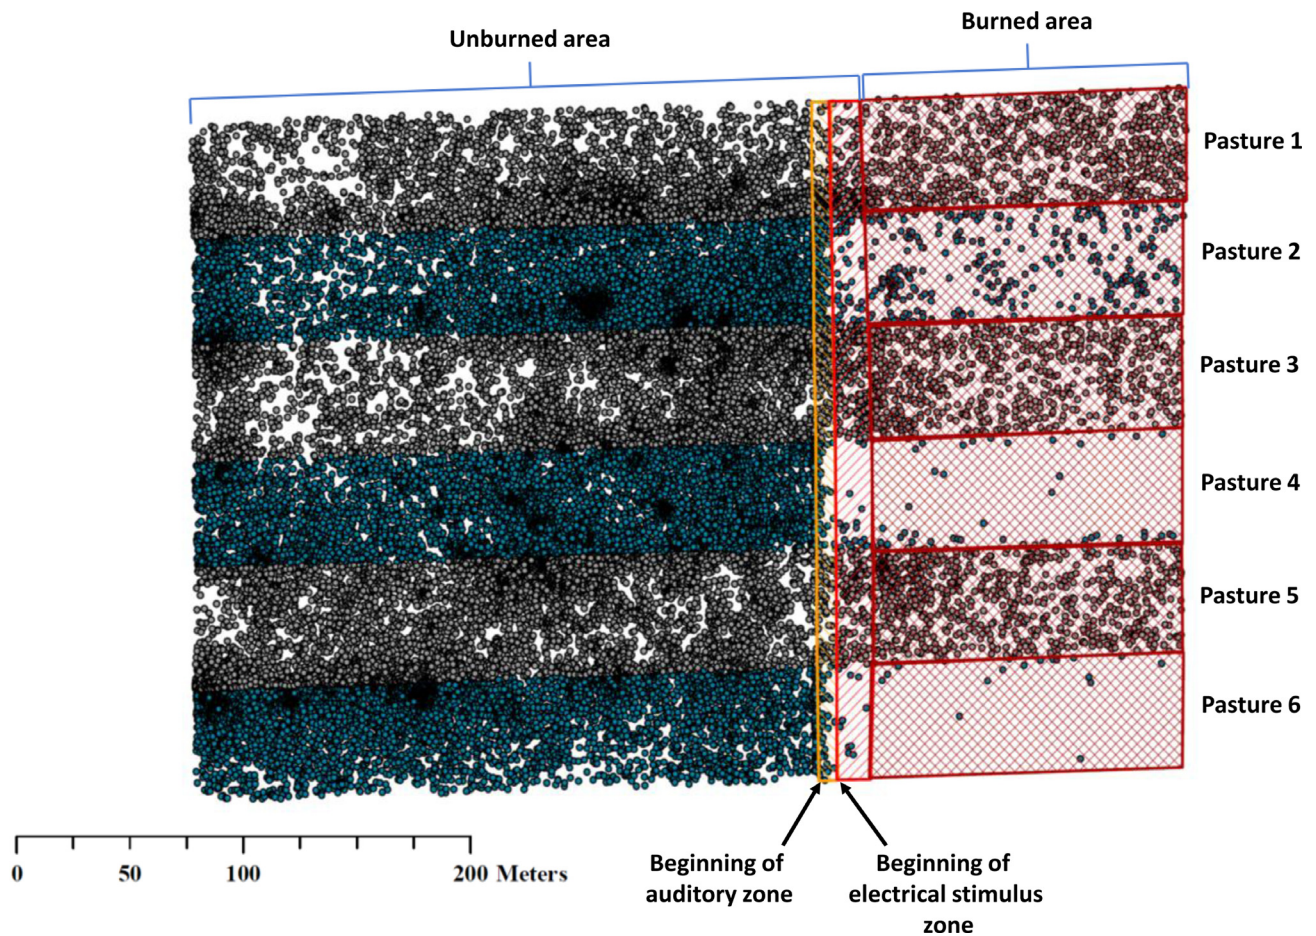 Unburned area
Burned area
Pasture 1
Pasture 2
Pasture 3
Pasture 4
Pasture 5
Pasture 6
0 50 100 200 Meters
Beginning of
auditory zone
Beginning of
electrical stimulus
zone